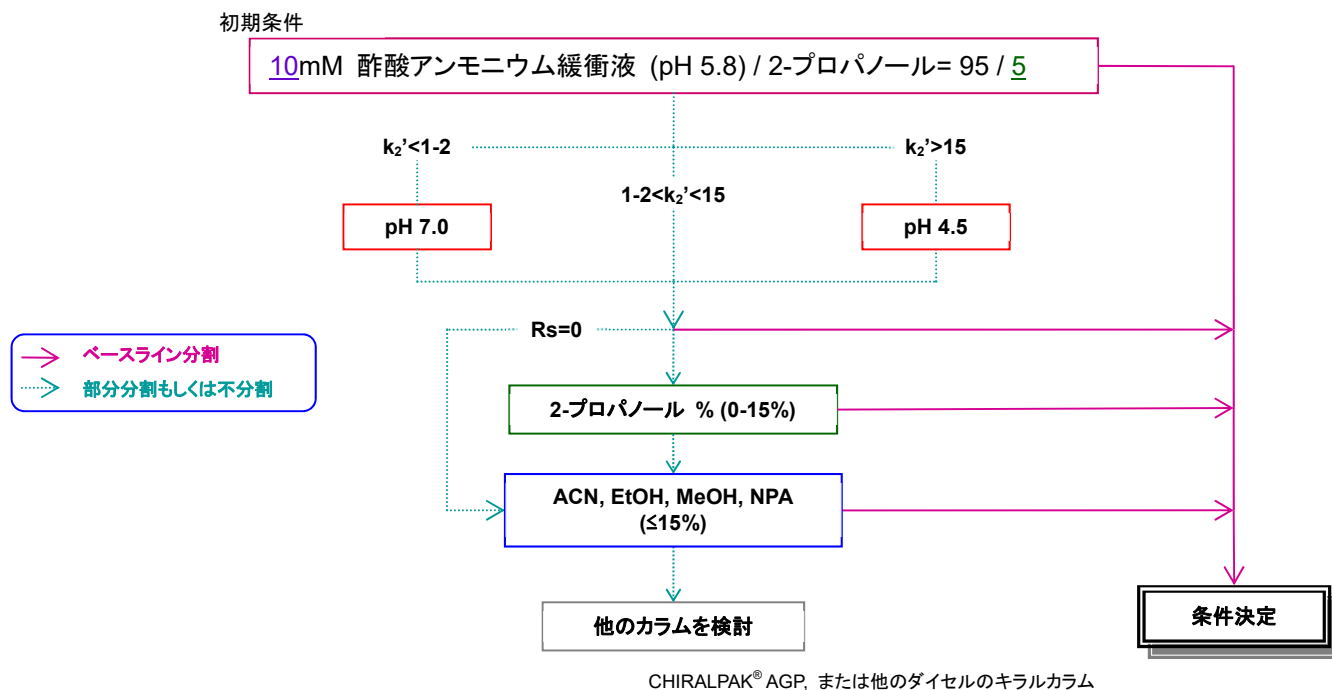 初期条件
10mM 酢酸アンモニウム緩衝液 (pH 5.8) / 2-プロパノール= 95 / 5
k2'<1-2
k2'>15
1-2<k2'<15
pH 7.0
pH 4.5
Rs=0
ベースライン分割
部分分割もしくは不分割
2-プロパノール % (0-15%)
ACN, EtOH, MeOH, NPA
(≤15%)
他のカラムを検討
条件決定
CHIRALPAK® AGP, または他のダイセルのキラルカラム